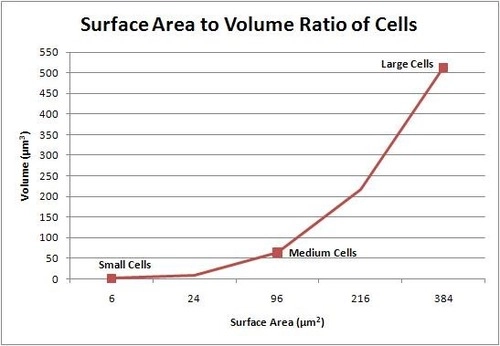 Surface Area to Volume Ratio of Cells
550
500
450
400
350
300
250
200
150
100
50
0
Volume (µm³)
Large Cells
Medium Cells
Small Cells
6 24 96 216 384
Surface Area (µm²)